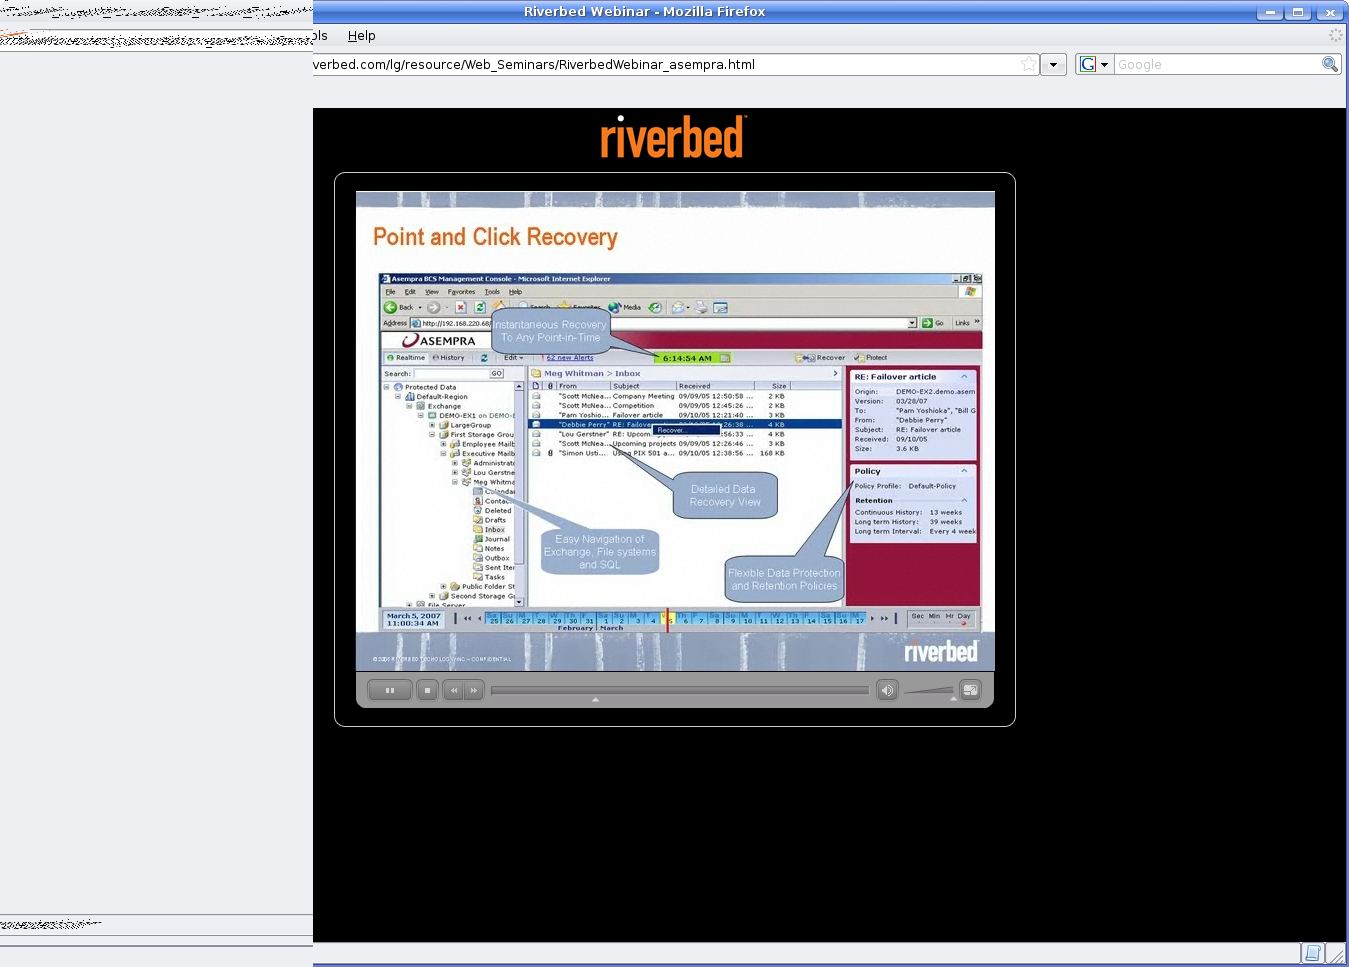 Riverbed Webinar - Mozilla Firefox
ols Help
verbed.com/lg/resource/Web_Seminars/RiverbedWebinar_asempra.html
Google
riverbed
Point and Click Recovery
Asempra BCS Management Console - Microsoft Internet Explorer
File Edit View Favorites Tools Help
Back Search Favorites Media
Address http://192.168.220.68/ Go Links
Instantaneous Recovery
To Any Point-in-Time
ASEMPRA
Realtime History Edit 62 new Alerts 6:14:54 AM Recover Protect
Search: GO
Protected Data
Default-Region
Exchange
DEMO-EX1 on DEMO-E
LargeGroup
First Storage Grou
Employee Mailb
Executive Mailb
Administrato
Lou Gerstne
Meg Whitma
Calendar
Contac
Deleted
Drafts
Inbox
Journal
Notes
Outbox
Sent Iter
Tasks
Public Folder St
Second Storage G
File Server
Meg Whitman > Inbox
From Subject Received Size
"Scott McNea... Company Meeting 09/09/05 12:50:58 ... 2 KB
"Scott McNea... Competition 09/09/05 12:45:26 ... 2 KB
"Pam Yoshio... Failover article 09/09/05 12:21:40 ... 3 KB
"Debbie Perry" RE: Failove 12:26:38 ... 4 KB
Recover...
"Lou Gerstner" RE: Upcom :56:33 ... 4 KB
"Scott McNea... Upcoming projects 09/10/05 12:26:46 ... 3 KB
"Simon Usti... Using PIX 501 a... 09/10/05 12:38:56 ... 168 KB
Detailed Data
Recovery View
Easy Navigation of
Exchange, File systems
and SQL
Flexible Data Protection
and Retention Policies
RE: Failover article
Origin: DEMO-EX2.demo.asem
Version: 03/28/07
To: "Pam Yoshioka", "Bill G
From: "Debbie Perry"
Subject: RE: Failover article
Received: 09/10/05
Size: 3.6 KB
Policy
Policy Profile: Default-Policy
Retention
Continuous History: 13 weeks
Long term History: 39 weeks
Long term Interval: Every 4 week
March 5, 2007
11:00:34 AM
Sa Su M T W Th F Sa Su M T Th F Sa Su M T W Th F Sa
25 26 27 28 29 30 31 1 2 3 4 5 6 7 8 9 10 11 12 13 14 15 16 17
February March
Sec Min Hr Day
riverbed